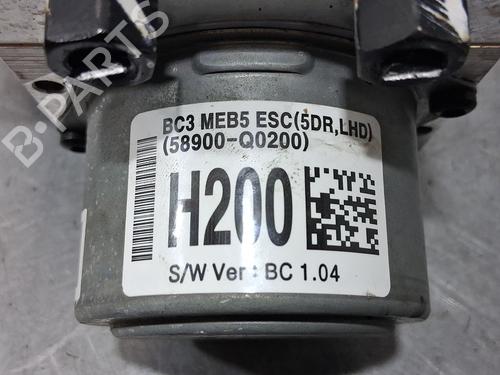 BC3 MEB5 ESC(5DR,LHD)
(58900-Q0200)
H200
S/W Ver : BC 1.04
B-PARTS